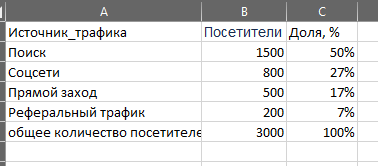 A B C
Источник_трафика Посетители Доля, %
Поиск 1500 50%
Соцсети 800 27%
Прямой заход 500 17%
Реферальный трафик 200 7%
общее количество посетителе 3000 100%